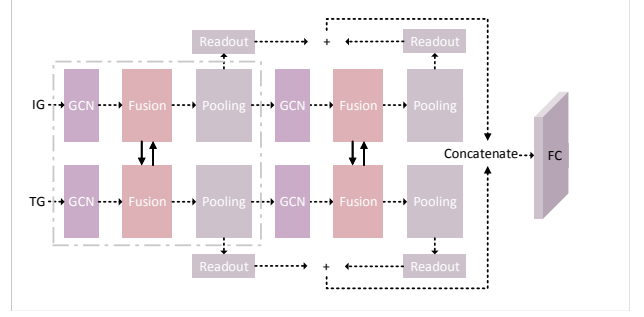 Readout + Readout
IG GCN Fusion Pooling GCN Fusion Pooling
Concatenate FC
TG GCN Fusion Pooling GCN Fusion Pooling
Readout + Readout